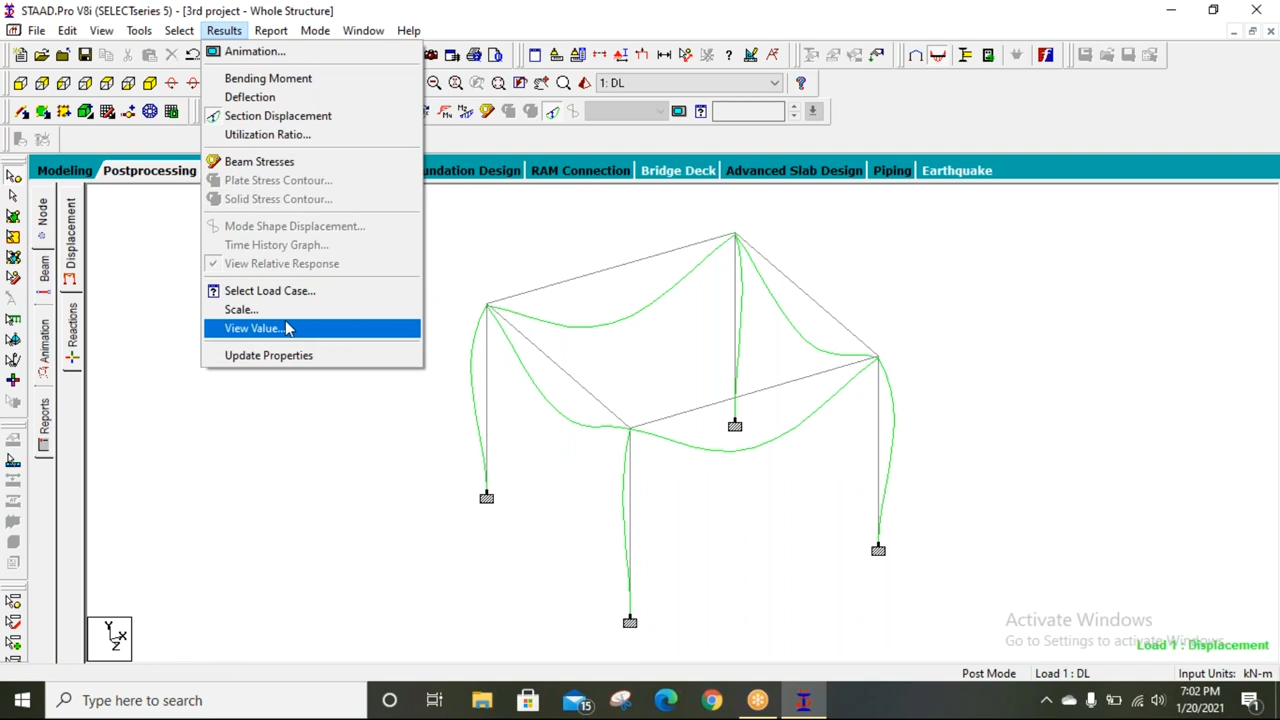 STAAD.Pro V8i (SELECTseries 5) - [3rd project - Whole Structure]
File Edit View Tools Select Results Report Mode Window Help
Animation...
Bending Moment
Deflection
Section Displacement
Utilization Ratio...
Beam Stresses
Plate Stress Contour...
Solid Stress Contour...
Mode Shape Displacement...
Time History Graph...
View Relative Response
Select Load Case...
Scale...
View Value...
Update Properties
1: DL
Modeling Postprocessing undation Design RAM Connection Bridge Deck Advanced Slab Design Piping Earthquake
Node
Beam
Animation
Reports
Displacement
Reactions
Y
X
Z
Activate Windows
Go to Settings to activate Windows.
Load 1 : Displacement
Post Mode Load 1 : DL Input Units: kN-m
Type here to search
15
7:02 PM
1/20/2021
1